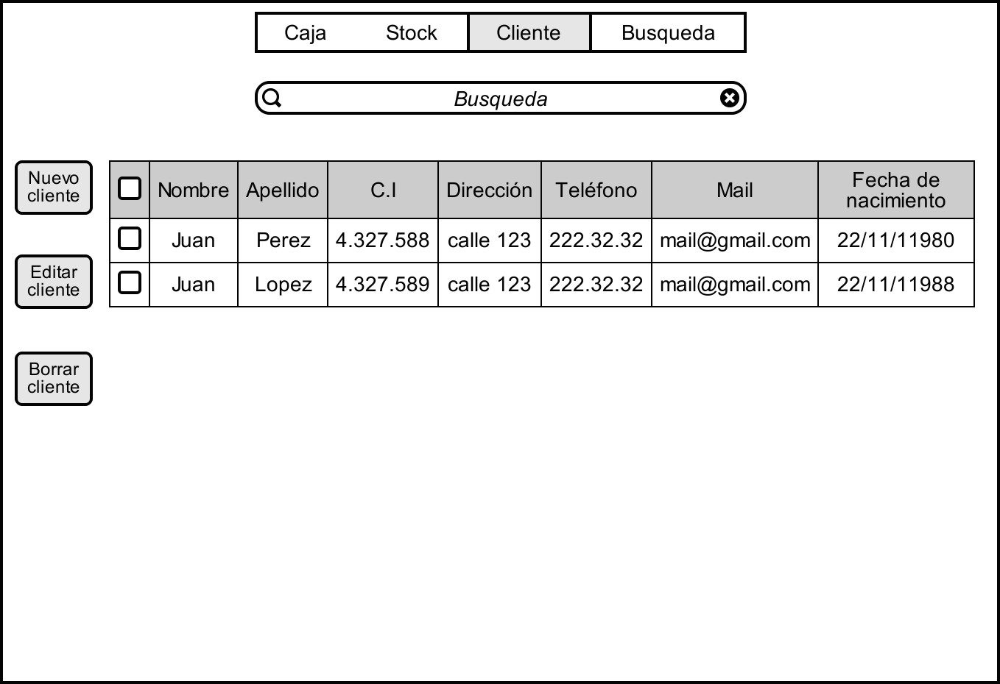 Caja Stock Cliente Busqueda
Busqueda
Nuevo
cliente
Editar
cliente
Borrar
cliente
Nombre Apellido C.I Dirección Teléfono Mail Fecha de
nacimiento
Juan Perez 4.327.588 calle 123 222.32.32 mail@gmail.com 22/11/11980
Juan Lopez 4.327.589 calle 123 222.32.32 mail@gmail.com 22/11/11988